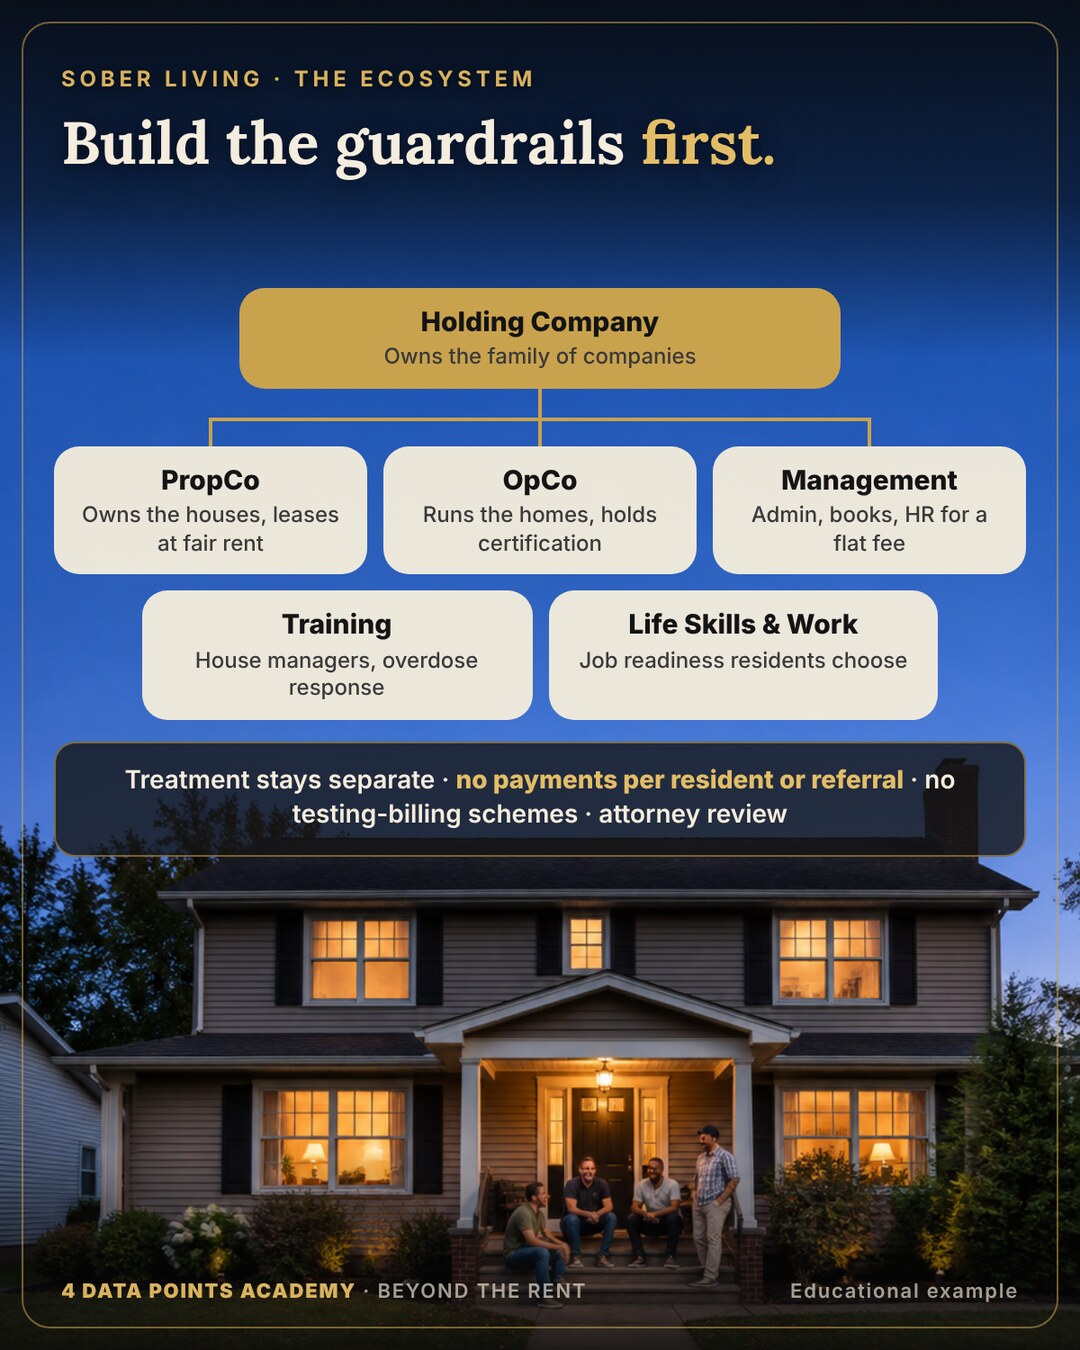 SOBER LIVING · THE ECOSYSTEM
Build the guardrails first.
Holding Company
Owns the family of companies
PropCo
Owns the houses, leases
at fair rent
OpCo
Runs the homes, holds
certification
Management
Admin, books, HR for a
flat fee
Training
House managers, overdose
response
Life Skills & Work
Job readiness residents choose
Treatment stays separate · no payments per resident or referral · no
testing-billing schemes · attorney review
4 DATA POINTS ACADEMY · BEYOND THE RENT
Educational example